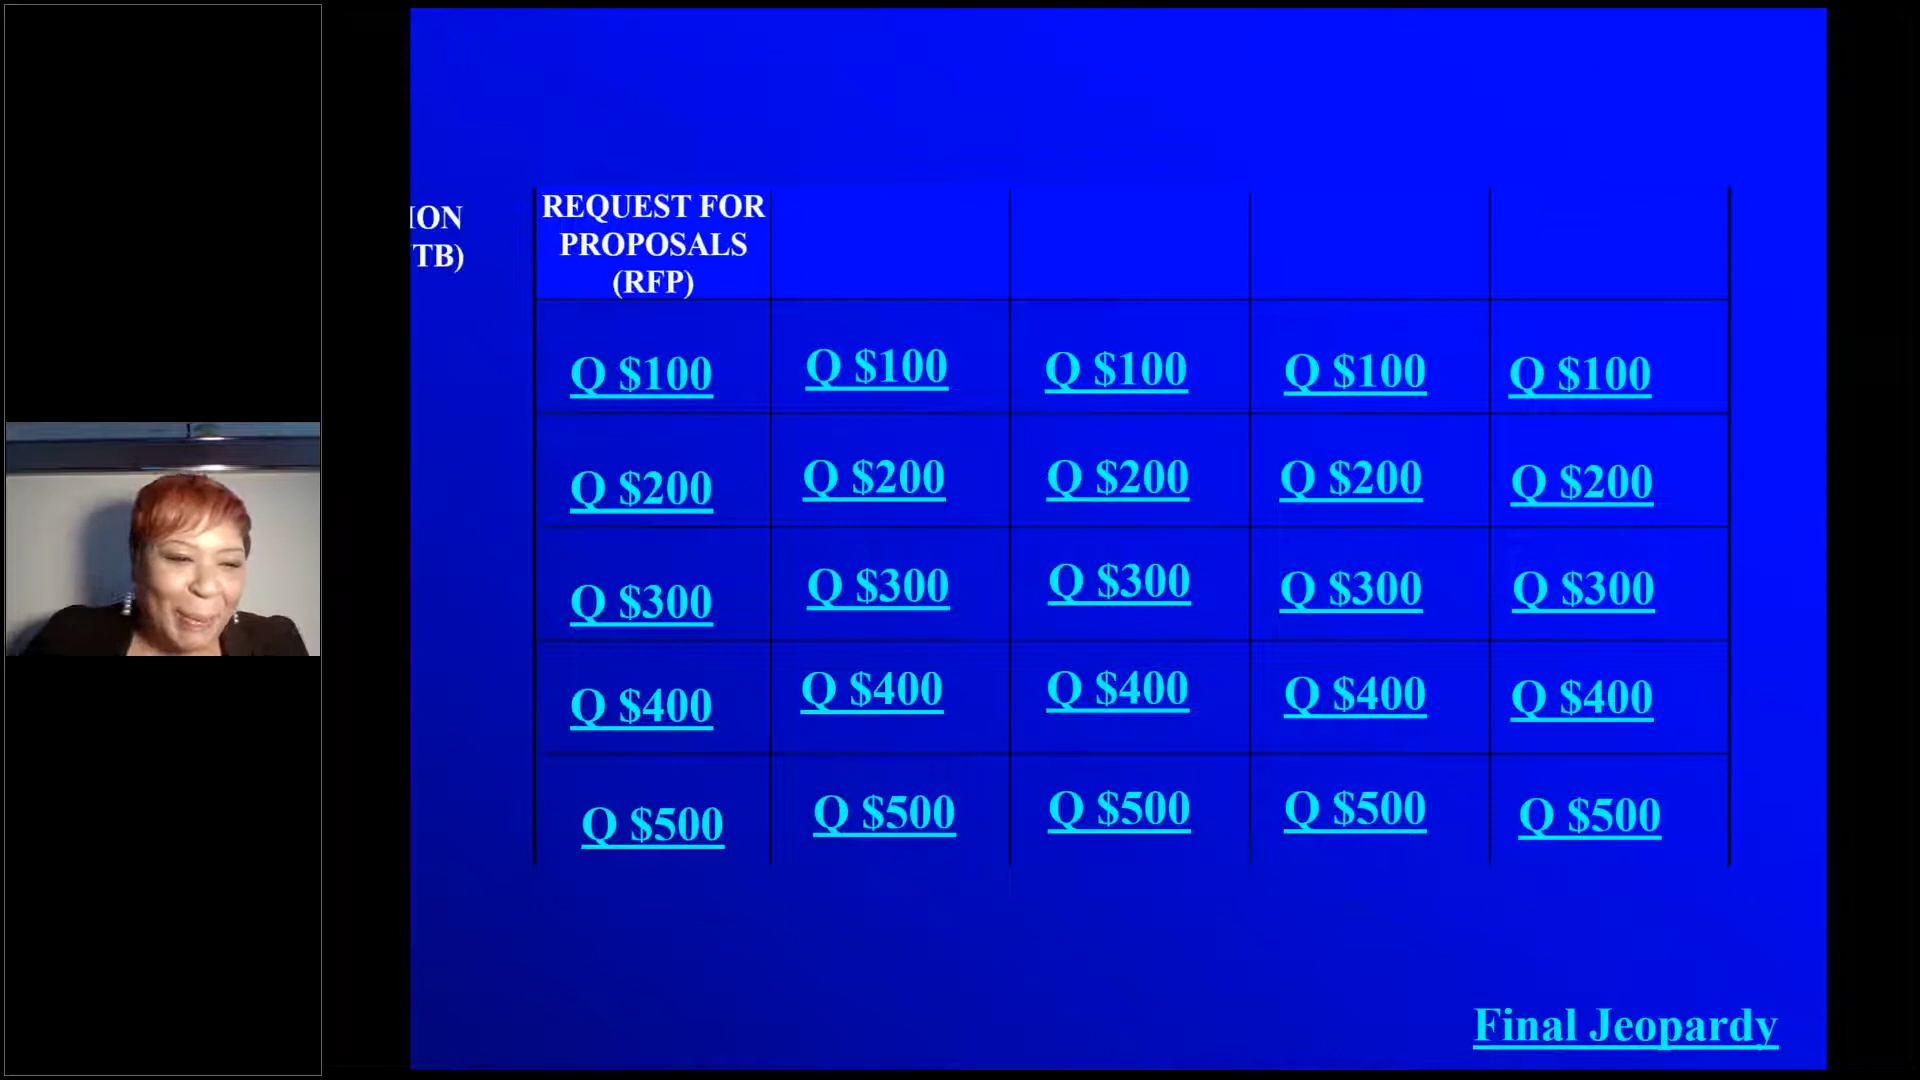 ION
TB)
REQUEST FOR
PROPOSALS
(RFP)
Q $100 Q $100 Q $100 Q $100 Q $100
Q $200 Q $200 Q $200 Q $200 Q $200
Q $300 Q $300 Q $300 Q $300 Q $300
Q $400 Q $400 Q $400 Q $400 Q $400
Q $500 Q $500 Q $500 Q $500 Q $500
Final Jeopardy